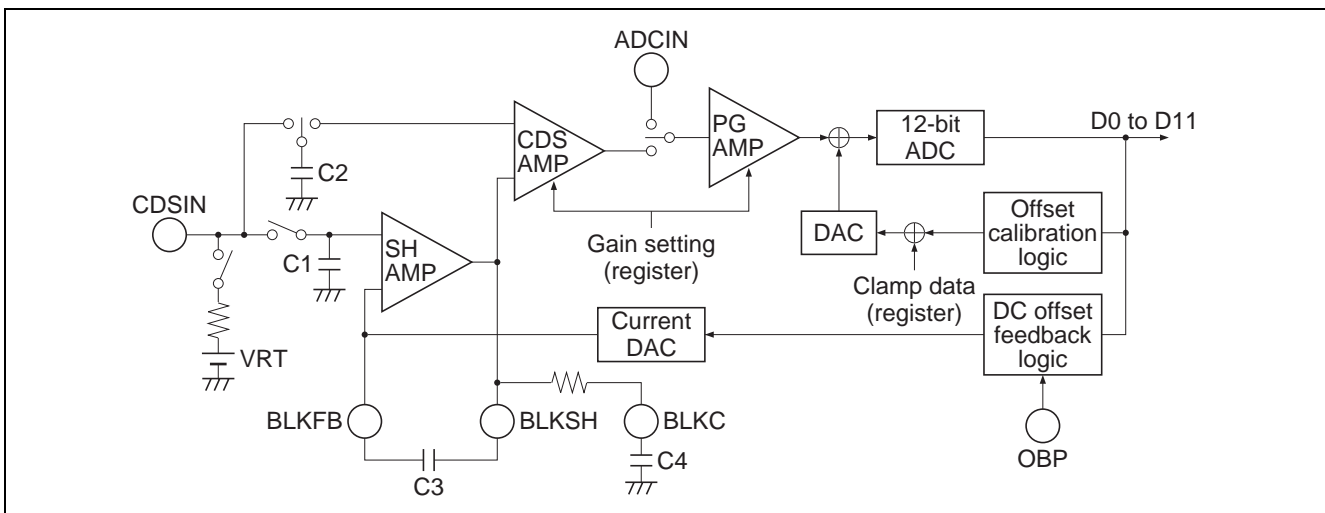 ADCIN
CDS
AMP
PG
AMP
12-bit
ADC
D0 to D11
C2
CDSIN
C1
SH
AMP
Gain setting
(register)
DAC
Offset
calibration
logic
Clamp data
(register)
VRT
Current
DAC
DC offset
feedback
logic
BLKFB
BLKSH
BLKC
C3
C4
OBP